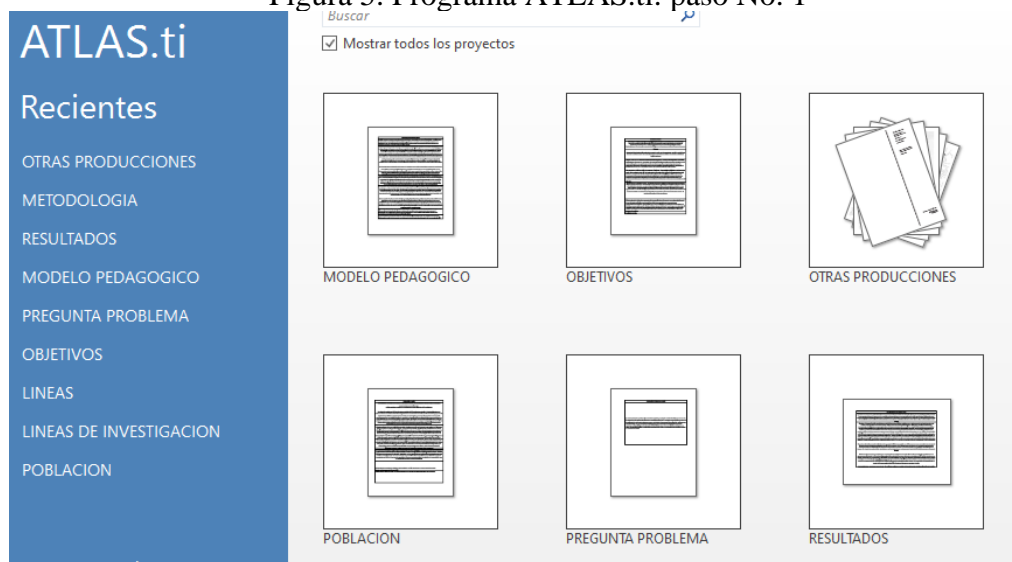 Figura 3. Programa ATLAS.ti. paso No. 1
ATLAS.ti
Recientes
OTRAS PRODUCCIONES
METODOLOGIA
RESULTADOS
MODELO PEDAGOGICO
PREGUNTA PROBLEMA
OBJETIVOS
LINEAS
LINEAS DE INVESTIGACION
POBLACION
Buscar
Mostrar todos los proyectos
MODELO PEDAGOGICO
OBJETIVOS
OTRAS PRODUCCIONES
POBLACION
PREGUNTA PROBLEMA
RESULTADOS